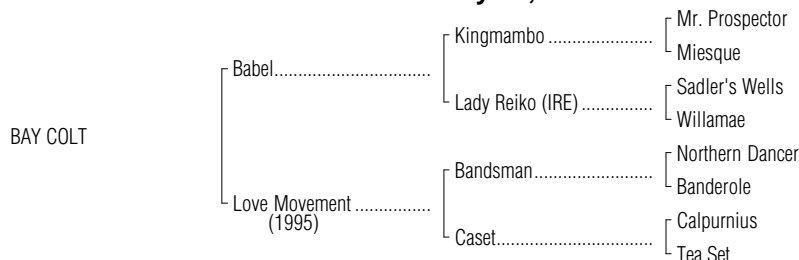 Mr. Prospector
Kingmambo
Miesque
Babel
Sadler's Wells
Lady Reiko (IRE)
Willamae
BAY COLT
Northern Dancer
Bandsman
Banderole
Love Movement
(1995)
Calpurnius
Caset
Tea Set